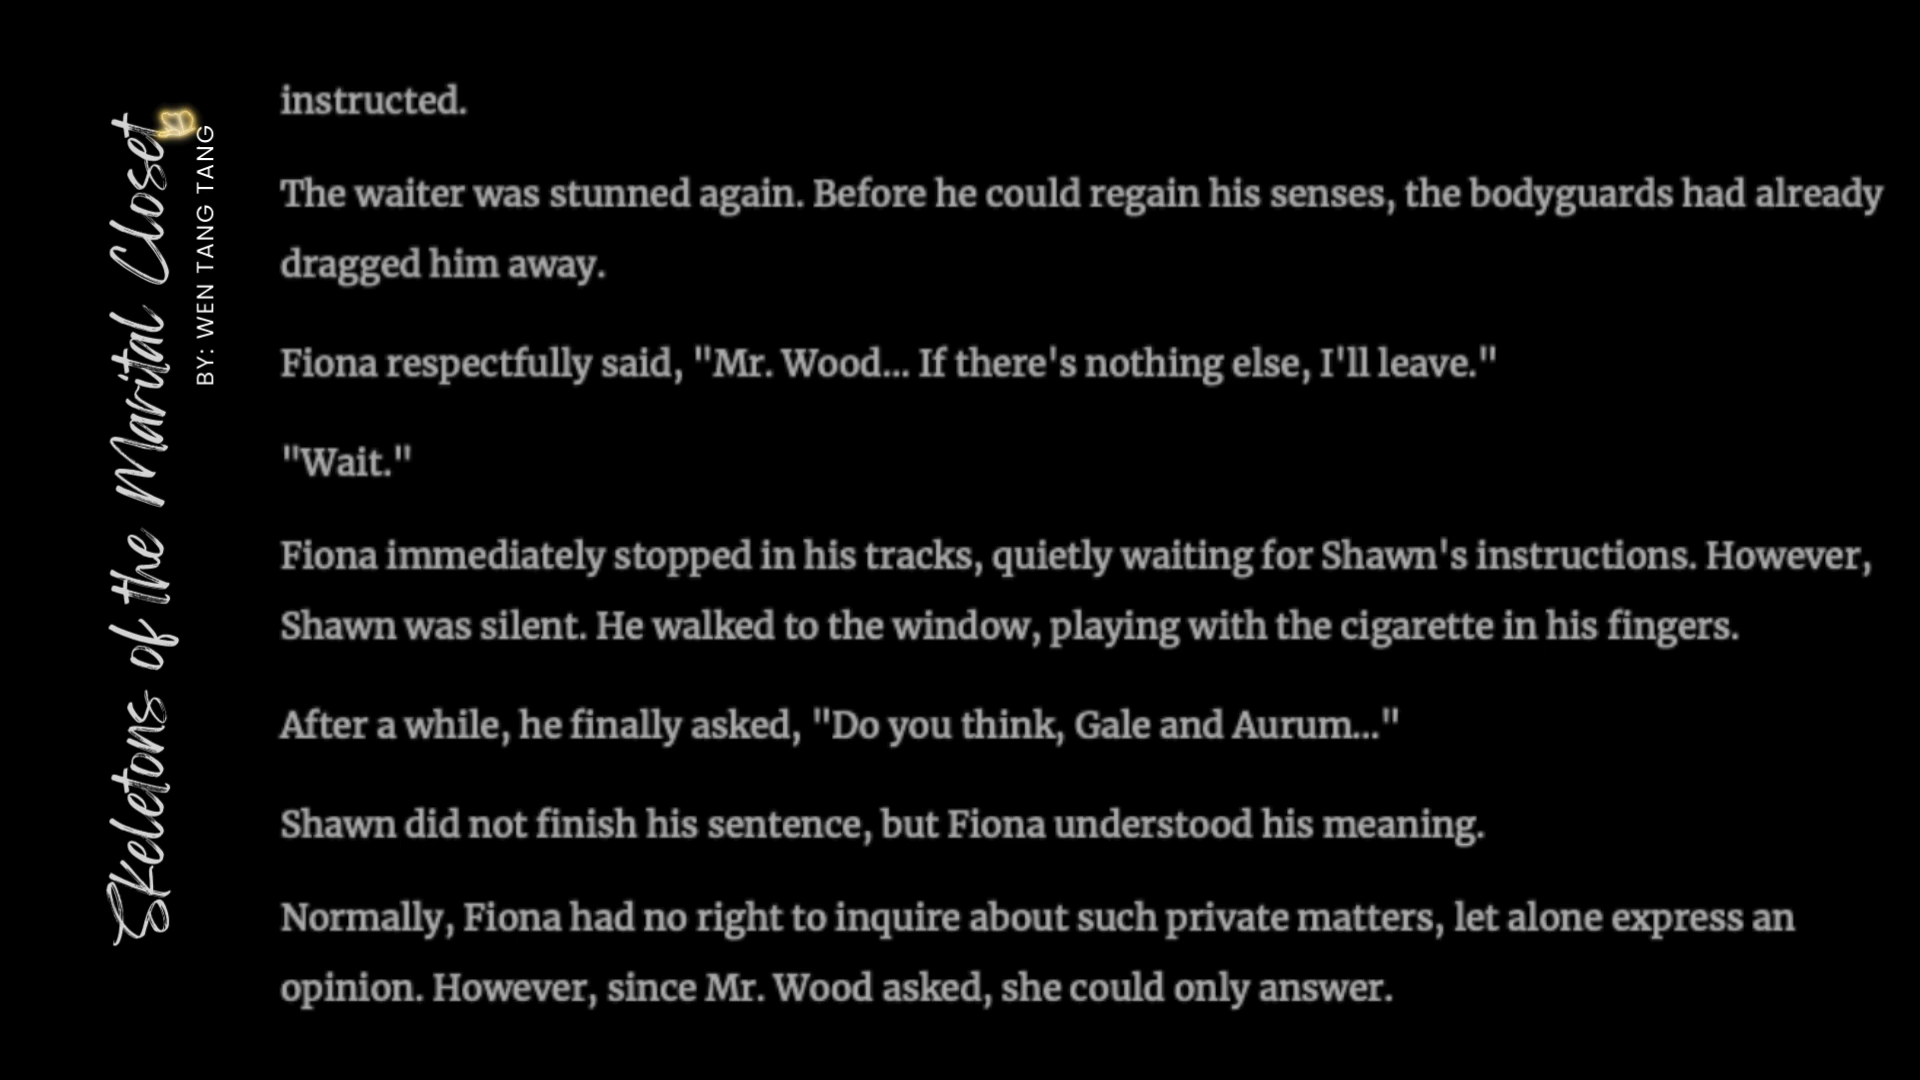 Skeletons of the Marital Closet
BY: WEN TANG TANG
instructed.
The waiter was stunned again. Before he could regain his senses, the bodyguards had already
dragged him away.
Fiona respectfully said, "Mr. Wood... If there's nothing else, I'll leave."
"Wait."
Fiona immediately stopped in his tracks, quietly waiting for Shawn's instructions. However,
Shawn was silent. He walked to the window, playing with the cigarette in his fingers.
After a while, he finally asked, "Do you think, Gale and Aurum..."
Shawn did not finish his sentence, but Fiona understood his meaning.
Normally, Fiona had no right to inquire about such private matters, let alone express an
opinion. However, since Mr. Wood asked, she could only answer.